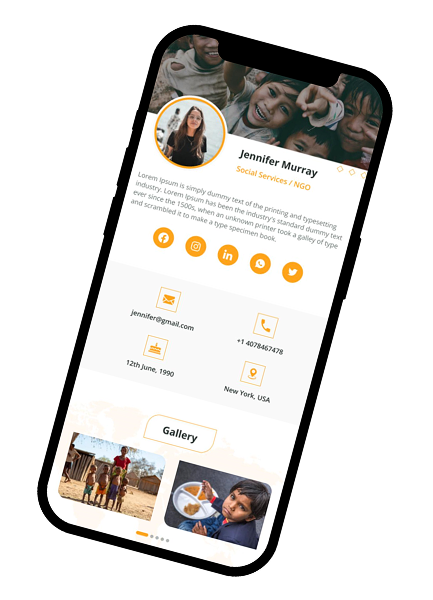 Jennifer Murray
Social Services / NGO
Lorem Ipsum is simply dummy text of the printing and typesetting
industry. Lorem Ipsum has been the industry's standard dummy text
ever since the 1500s, when an unknown printer took a galley of type
and scrambled it to make a type specimen book.
in
jennifer@gmail.com
+1 4078467478
12th June, 1990
New York, USA
Gallery